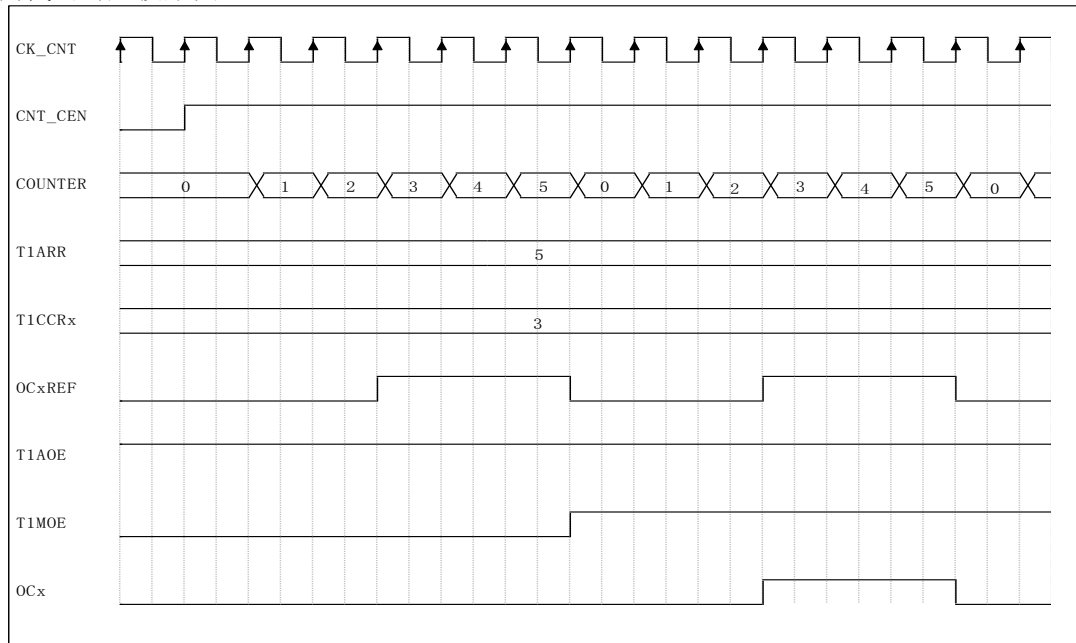 CK_CNT
CNT_CEN
COUNTER 0 1 2 3 4 5 0 1 2 3 4 5 0
T1ARR 5
T1CCRx 3
OCxREF
T1AOE
T1MOE
OCx